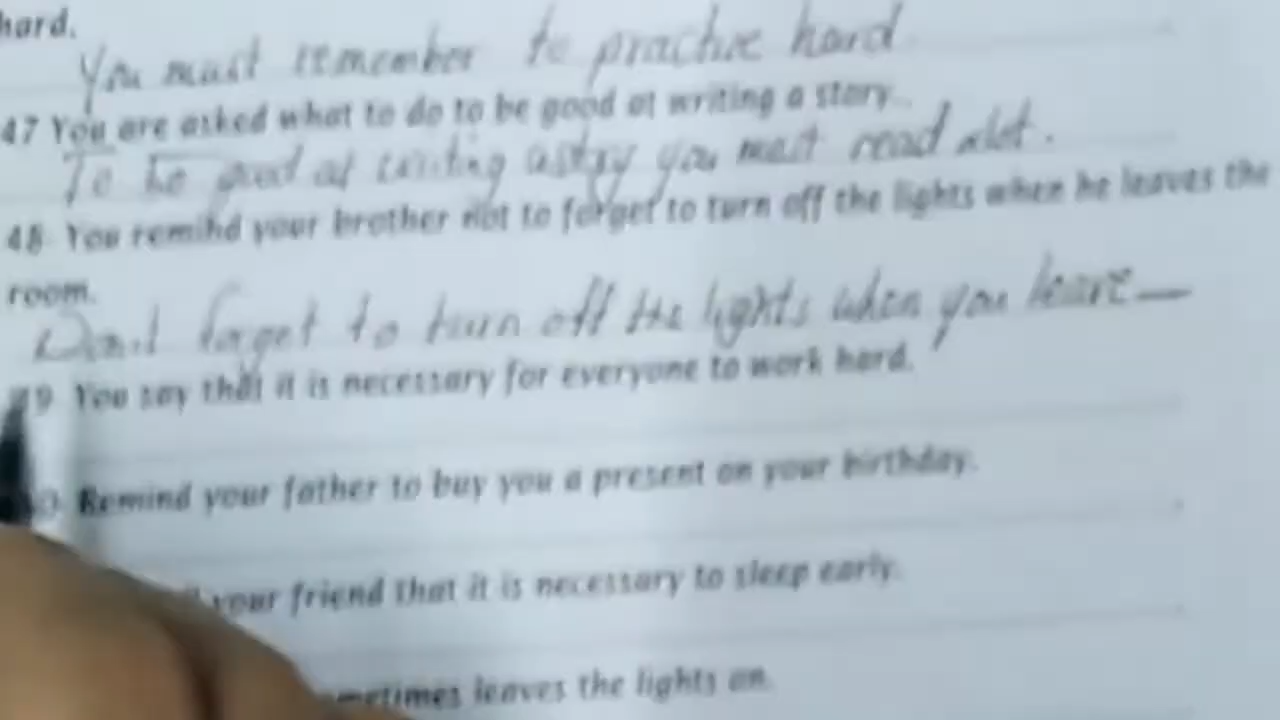 hard.
You must remember to practice hard
47 You are asked what to do to be good at writing a story.
To be good at writing a story you must read alot.
48 You remind your brother not to forget to turn off the lights when he leaves the
room.
Don't forget to turn off the lights when you leave
49 You say that it is necessary for everyone to work hard.
Remind your father to buy you a present on your birthday.
your friend that it is necessary to sleep early.
leaves the lights on.